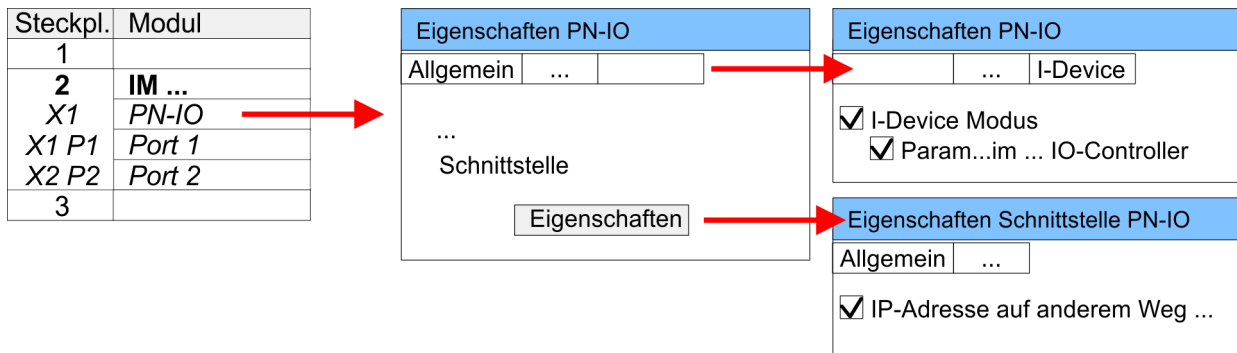 Steckpl. Modul
1
2 IM ...
X1 PN-IO
X1 P1 Port 1
X2 P2 Port 2
3
Eigenschaften PN-IO
Allgemein ...
...
Schnittstelle
Eigenschaften
Eigenschaften PN-IO
... I-Device
I-Device Modus
Param...im ... IO-Controller
Eigenschaften Schnittstelle PN-IO
Allgemein ...
IP-Adresse auf anderem Weg ...